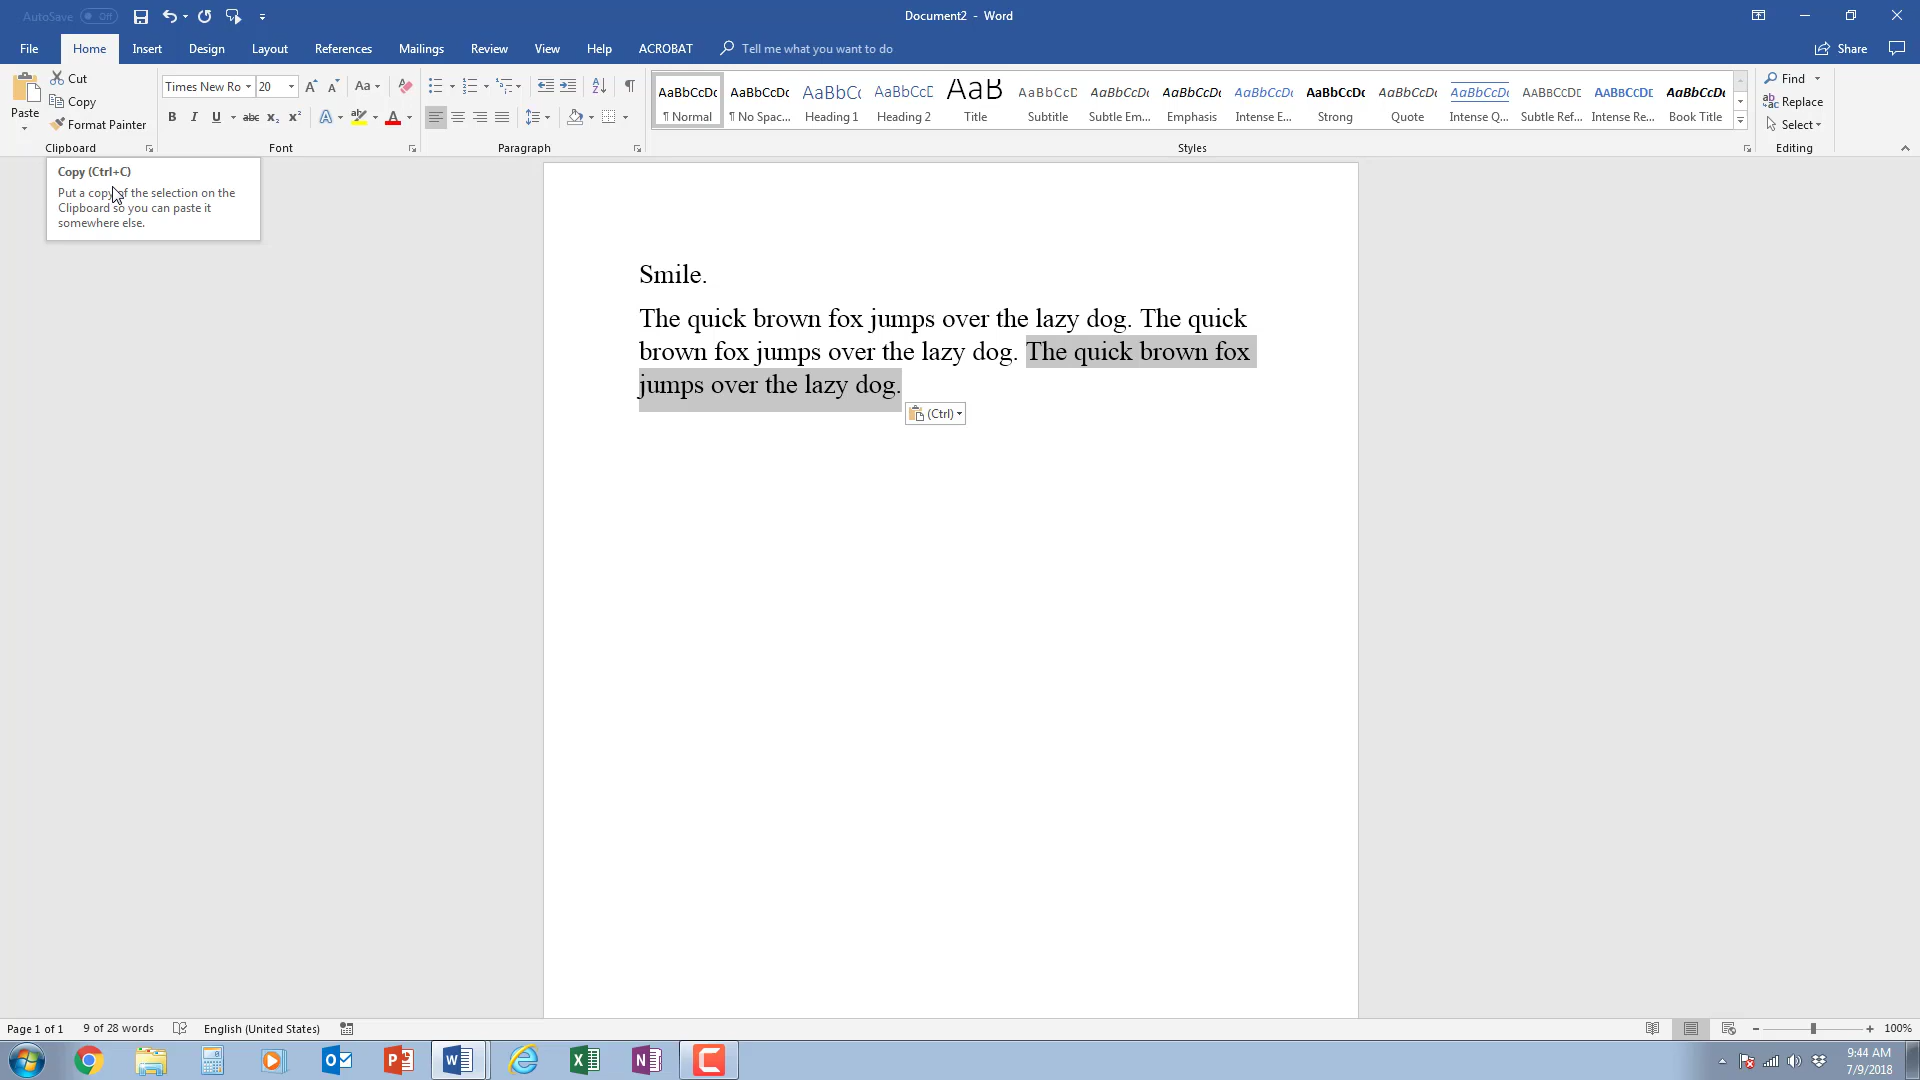 AutoSave Off
Document2 - Word
File Home Insert Design Layout References Mailings Review View Help ACROBAT Tell me what you want to do Share
Paste
Cut
Copy
Format Painter
Clipboard
Times New Ro 20
Aa
B I U abc x₂ x²
A A
Font
Paragraph
AaBbCcDc AaBbCcDc AaBbCc AaBbCcE AaB AaBbCcD AaBbCcDc AaBbCcDc AaBbCcDc AaBbCcDc AaBbCcDc AaBbCcDc AABBCCDE AABBCCDE AaBbCcDc
¶ Normal ¶ No Spac... Heading 1 Heading 2 Title Subtitle Subtle Em... Emphasis Intense E... Strong Quote Intense Q... Subtle Ref... Intense Re... Book Title
Styles
Find
Replace
Select
Editing
Copy (Ctrl+C)
Put a copy of the selection on the
Clipboard so you can paste it
somewhere else.
Smile.
The quick brown fox jumps over the lazy dog. The quick
brown fox jumps over the lazy dog. The quick brown fox
jumps over the lazy dog.
(Ctrl)
Page 1 of 1 9 of 28 words English (United States) 100%
9:44 AM
7/9/2018